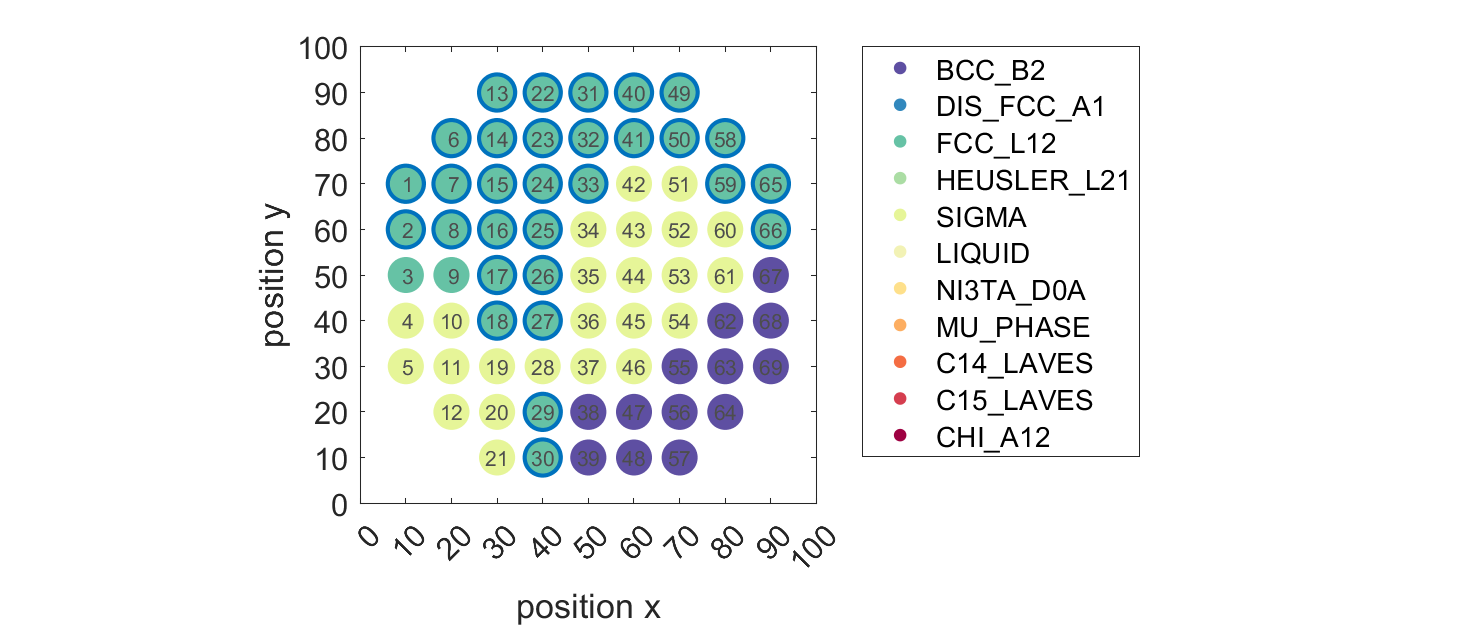 100
90
80
70
60
50
40
30
20
10
0
position y
13 22 31 40 49
6 14 23 32 41 50 58
1 7 15 24 33 42 51 59 65
2 8 16 25 34 43 52 60 66
3 9 17 26 35 44 53 61 67
4 10 18 27 36 45 54 62 68
5 11 19 28 37 46 55 63 69
12 20 29 38 47 56 64
21 30 39 48 57
0 10 20 30 40 50 60 70 80 90 100
position x
BCC_B2
DIS_FCC_A1
FCC_L12
HEUSLER_L21
SIGMA
LIQUID
NI3TA_D0A
MU_PHASE
C14_LAVES
C15_LAVES
CHI_A12